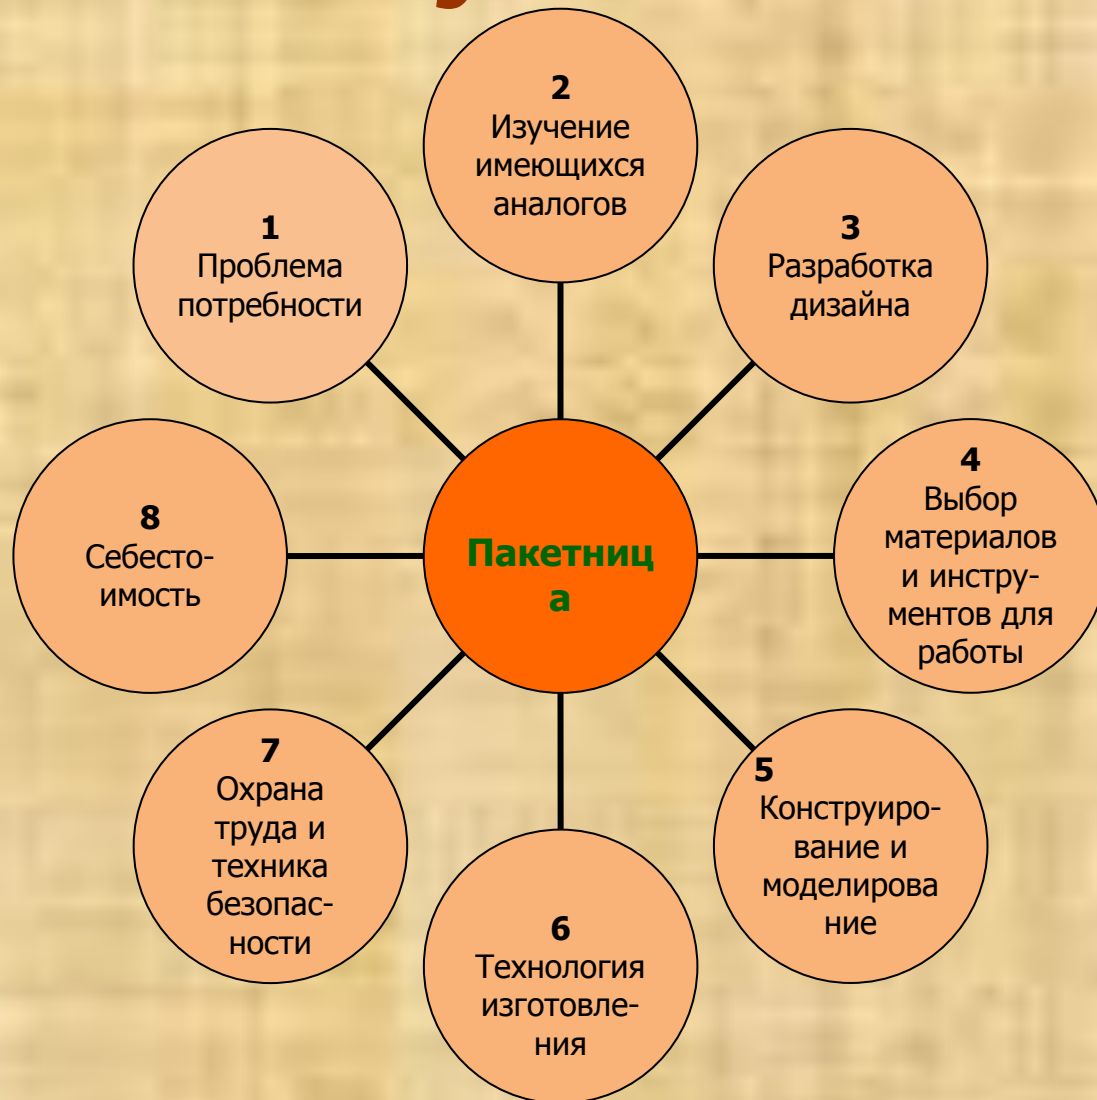 2
Изучение
имеющихся
аналогов
1
Проблема
потребности
3
Разработка
дизайна
8
Себесто-
имость
Пакетниц
а
4
Выбор
материалов
и инстру-
ментов для
работы
7
Охрана
труда и
техника
безопас-
ности
6
Технология
изготовле-
ния
5
Конструиро-
вание и
моделирова
ние